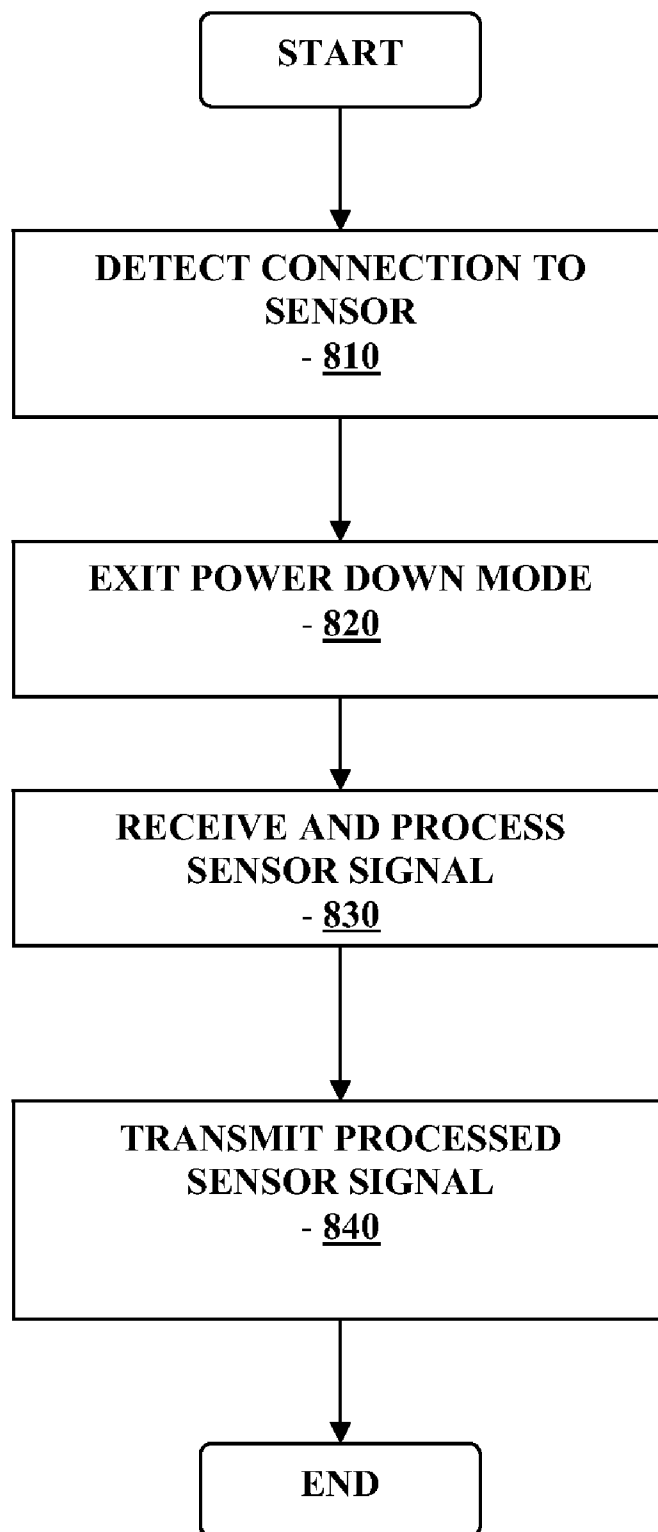 START
DETECT CONNECTION TO
SENSOR
- 810
EXIT POWER DOWN MODE
- 820
RECEIVE AND PROCESS
SENSOR SIGNAL
- 830
TRANSMIT PROCESSED
SENSOR SIGNAL
- 840
END